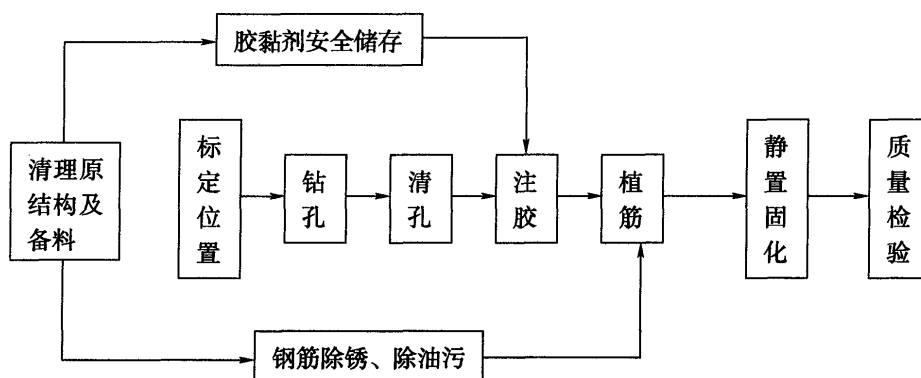 胶黏剂安全储存
清理原
结构及
备料
标定位置
钻孔
清孔
注胶
植筋
静置固化
质量检验
钢筋除锈、除油污